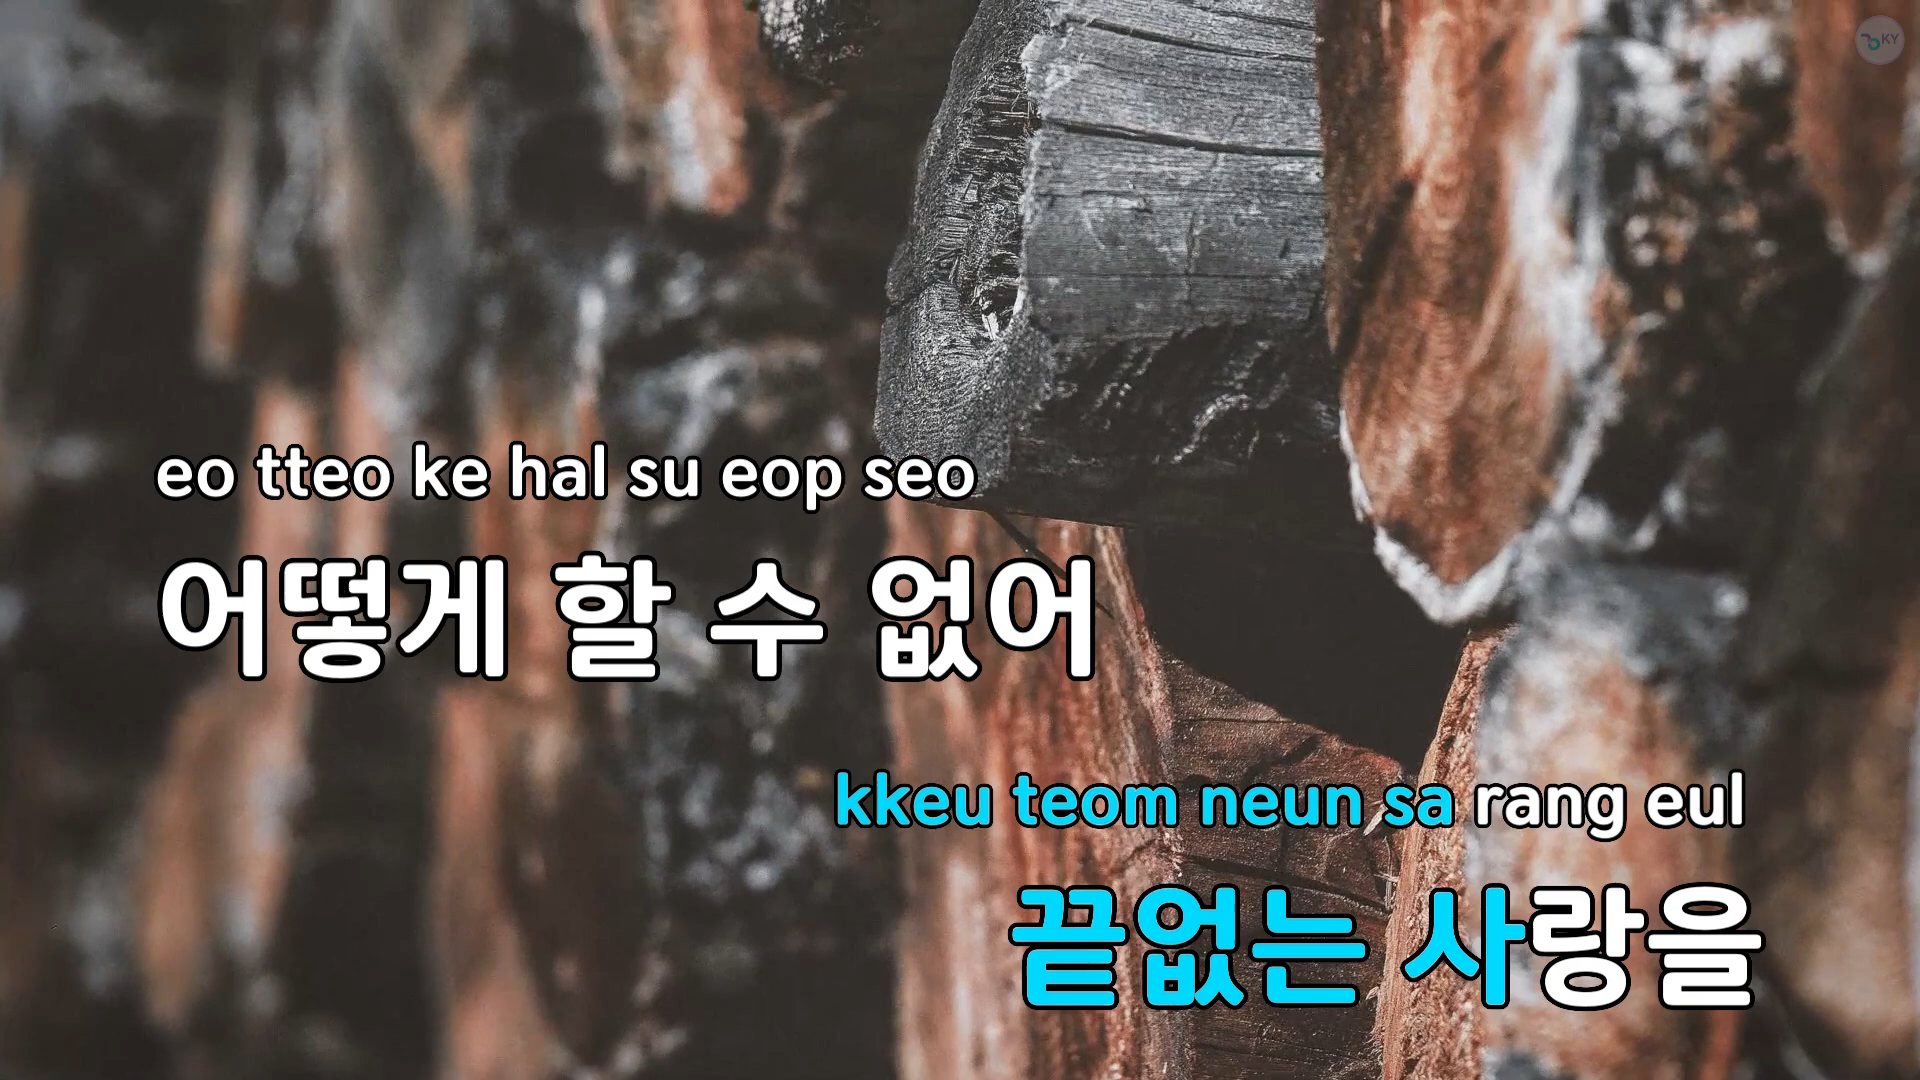 KY
eo tteo ke hal su eop seo
어떻게 할 수 없어
kkeu teom neun sa rang eul
끝없는 사랑을